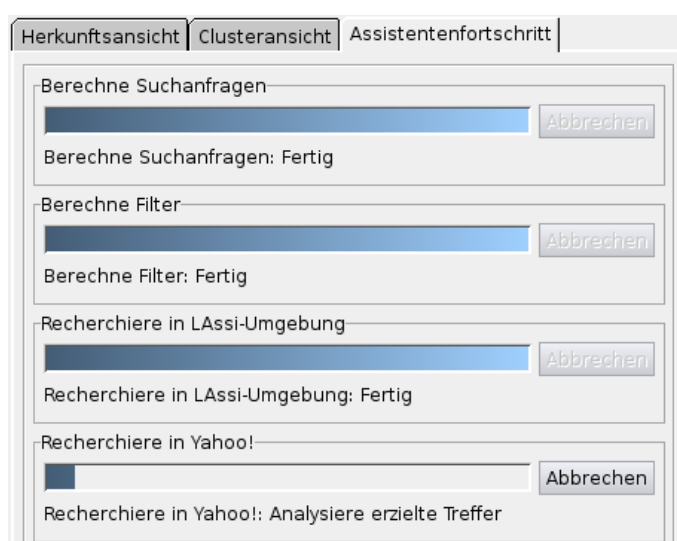 Herkunftsansicht Clusteransicht Assistentenfortschritt
Berechne Suchanfragen
Abbrechen
Berechne Suchanfragen: Fertig
Berechne Filter
Abbrechen
Berechne Filter: Fertig
Recherchiere in LAssi-Umgebung
Abbrechen
Recherchiere in LAssi-Umgebung: Fertig
Recherchiere in Yahoo!
Abbrechen
Recherchiere in Yahoo!: Analysiere erzielte Treffer